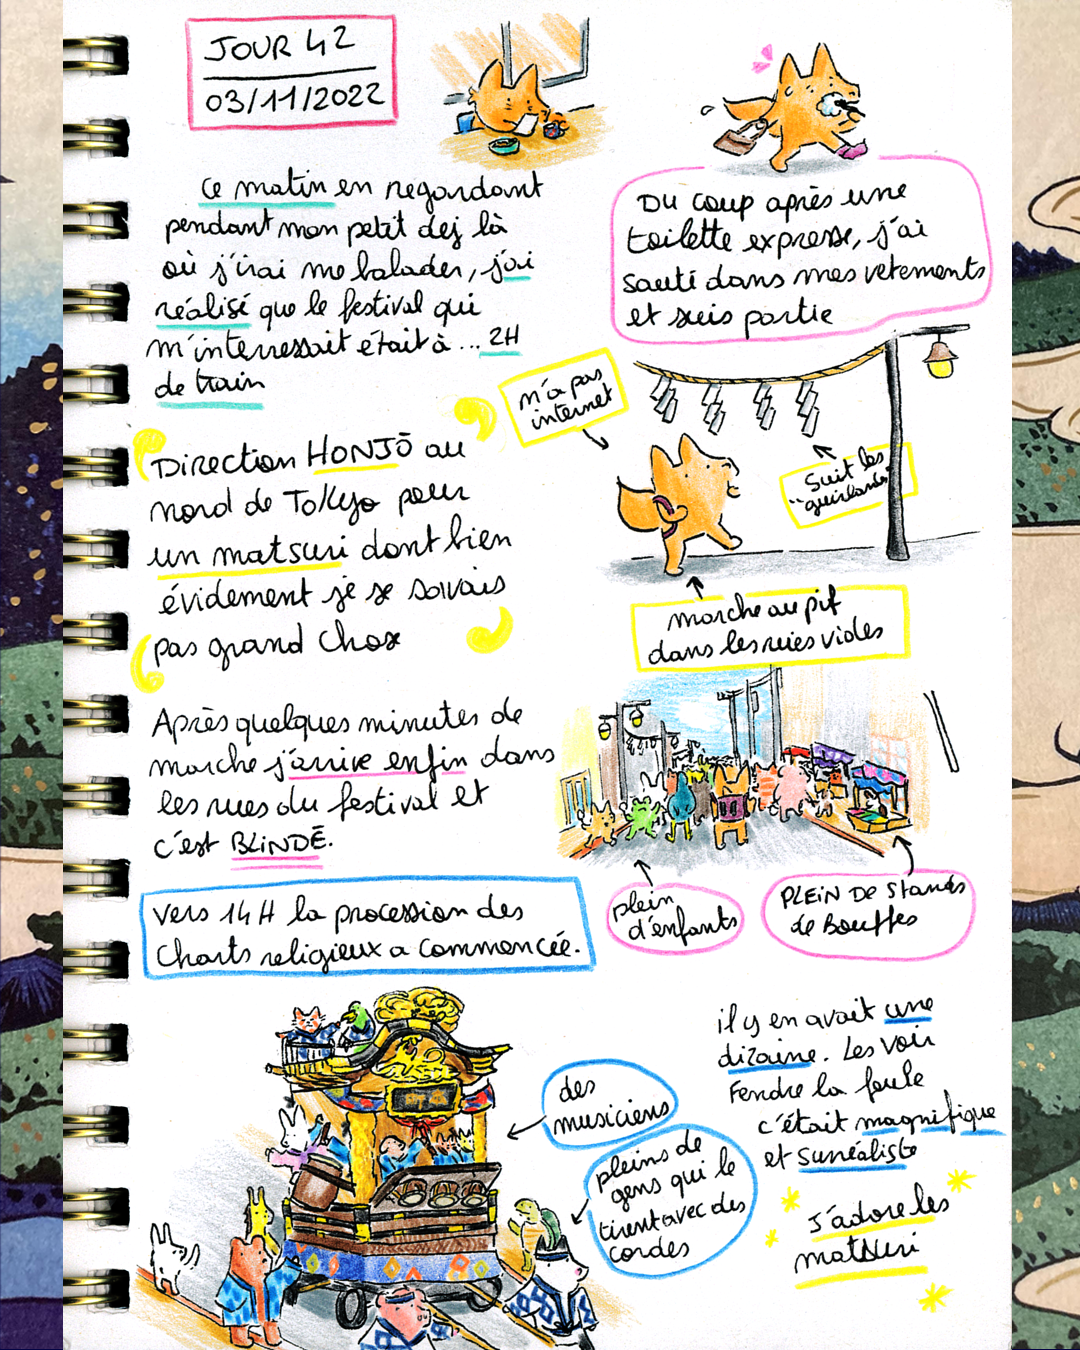 JOUR 42
03/11/2022
ce matin en regardant
pendant mon petit dej là
où j'irai me balader, j'ai
réalisé que le festival qui
m'interressait était à ... 2H
de train
Du coup après une
toilette expresse, j'ai
sauté dans mes vetements
et suis partie
m'a pas
internet
suit les
"guirlandes"
Direction HONJŌ au
nord de Tokyo pour
un matsuri dont bien
évidement je se savais
pas grand chose
marche au pif
dans les rues vides
Après quelques minutes de
marche j'arrive enfin dans
les rues du festival et
c'est BLINDÉ.
plein
d'enfants
PLEIN DE Stands
de Bouffes
Vers 14H la procession des
Charts religieux a commencée.
il y en avait une
dizaine. Les voir
Fendre la foule
c'était magnifique
et surréaliste
des
musiciens
pleins de
gens qui le
tirent avec des
cordes
J'adore les
matsuri